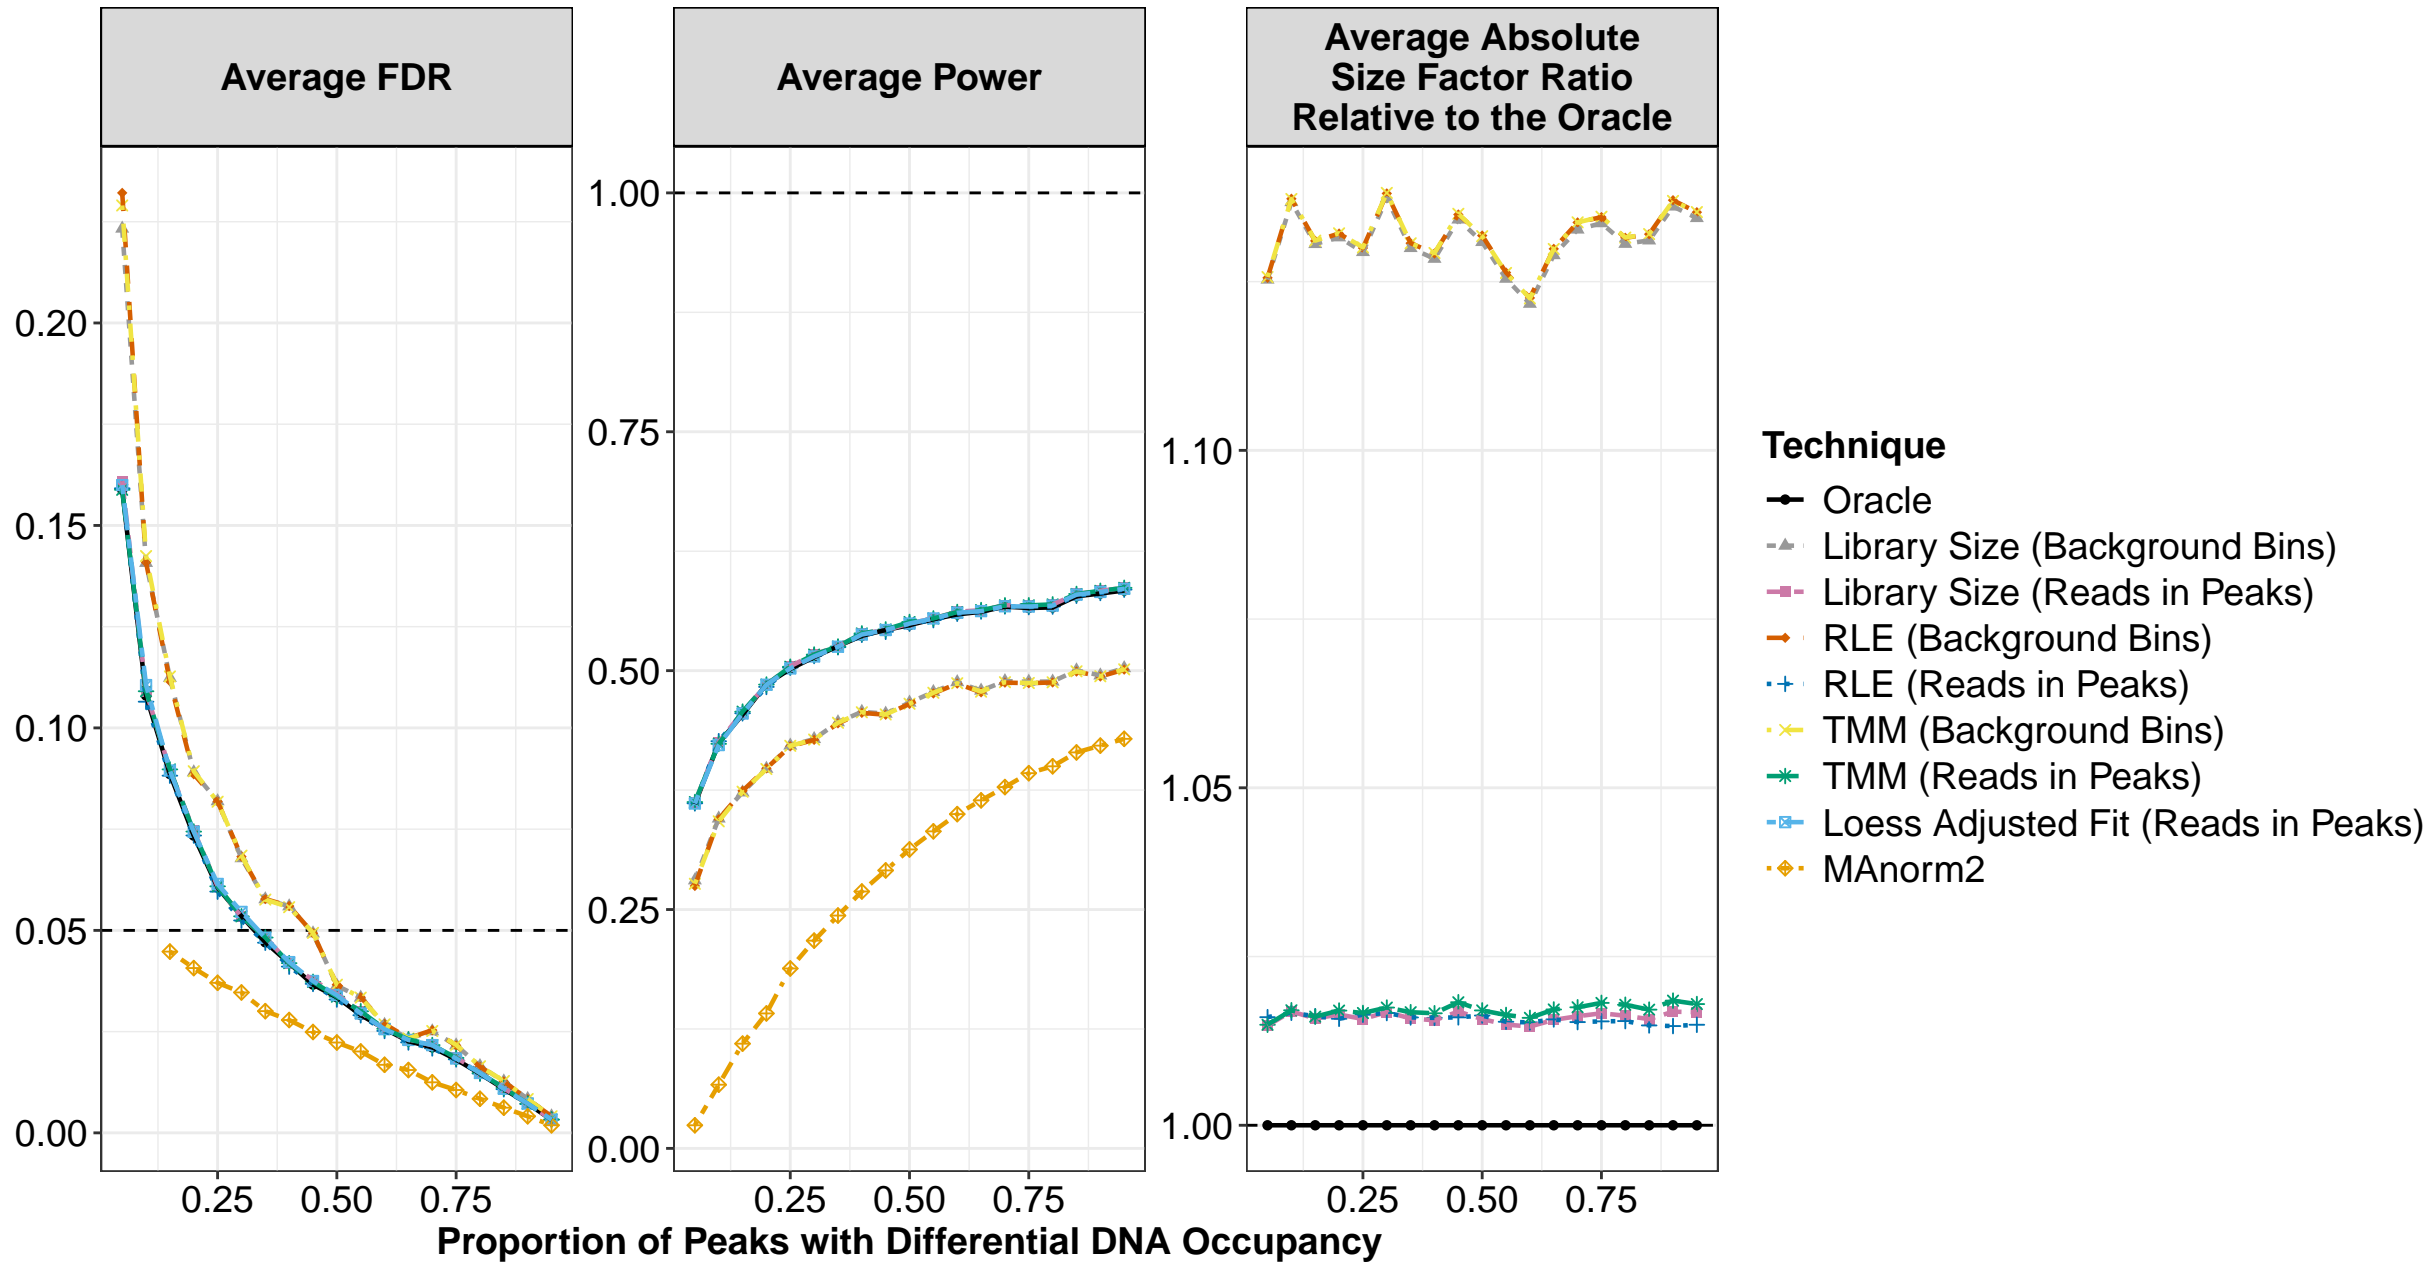 Average FDR
Average Power
Average Absolute
Size Factor Ratio
Relative to the Oracle
0.20
0.15
0.10
0.05
0.00
1.00
0.75
0.50
0.25
0.00
1.10
1.05
1.00
0.25 0.50 0.75
0.25 0.50 0.75
0.25 0.50 0.75
Proportion of Peaks with Differential DNA Occupancy
Technique
Oracle
Library Size (Background Bins)
Library Size (Reads in Peaks)
RLE (Background Bins)
RLE (Reads in Peaks)
TMM (Background Bins)
TMM (Reads in Peaks)
Loess Adjusted Fit (Reads in Peaks)
MAnorm2